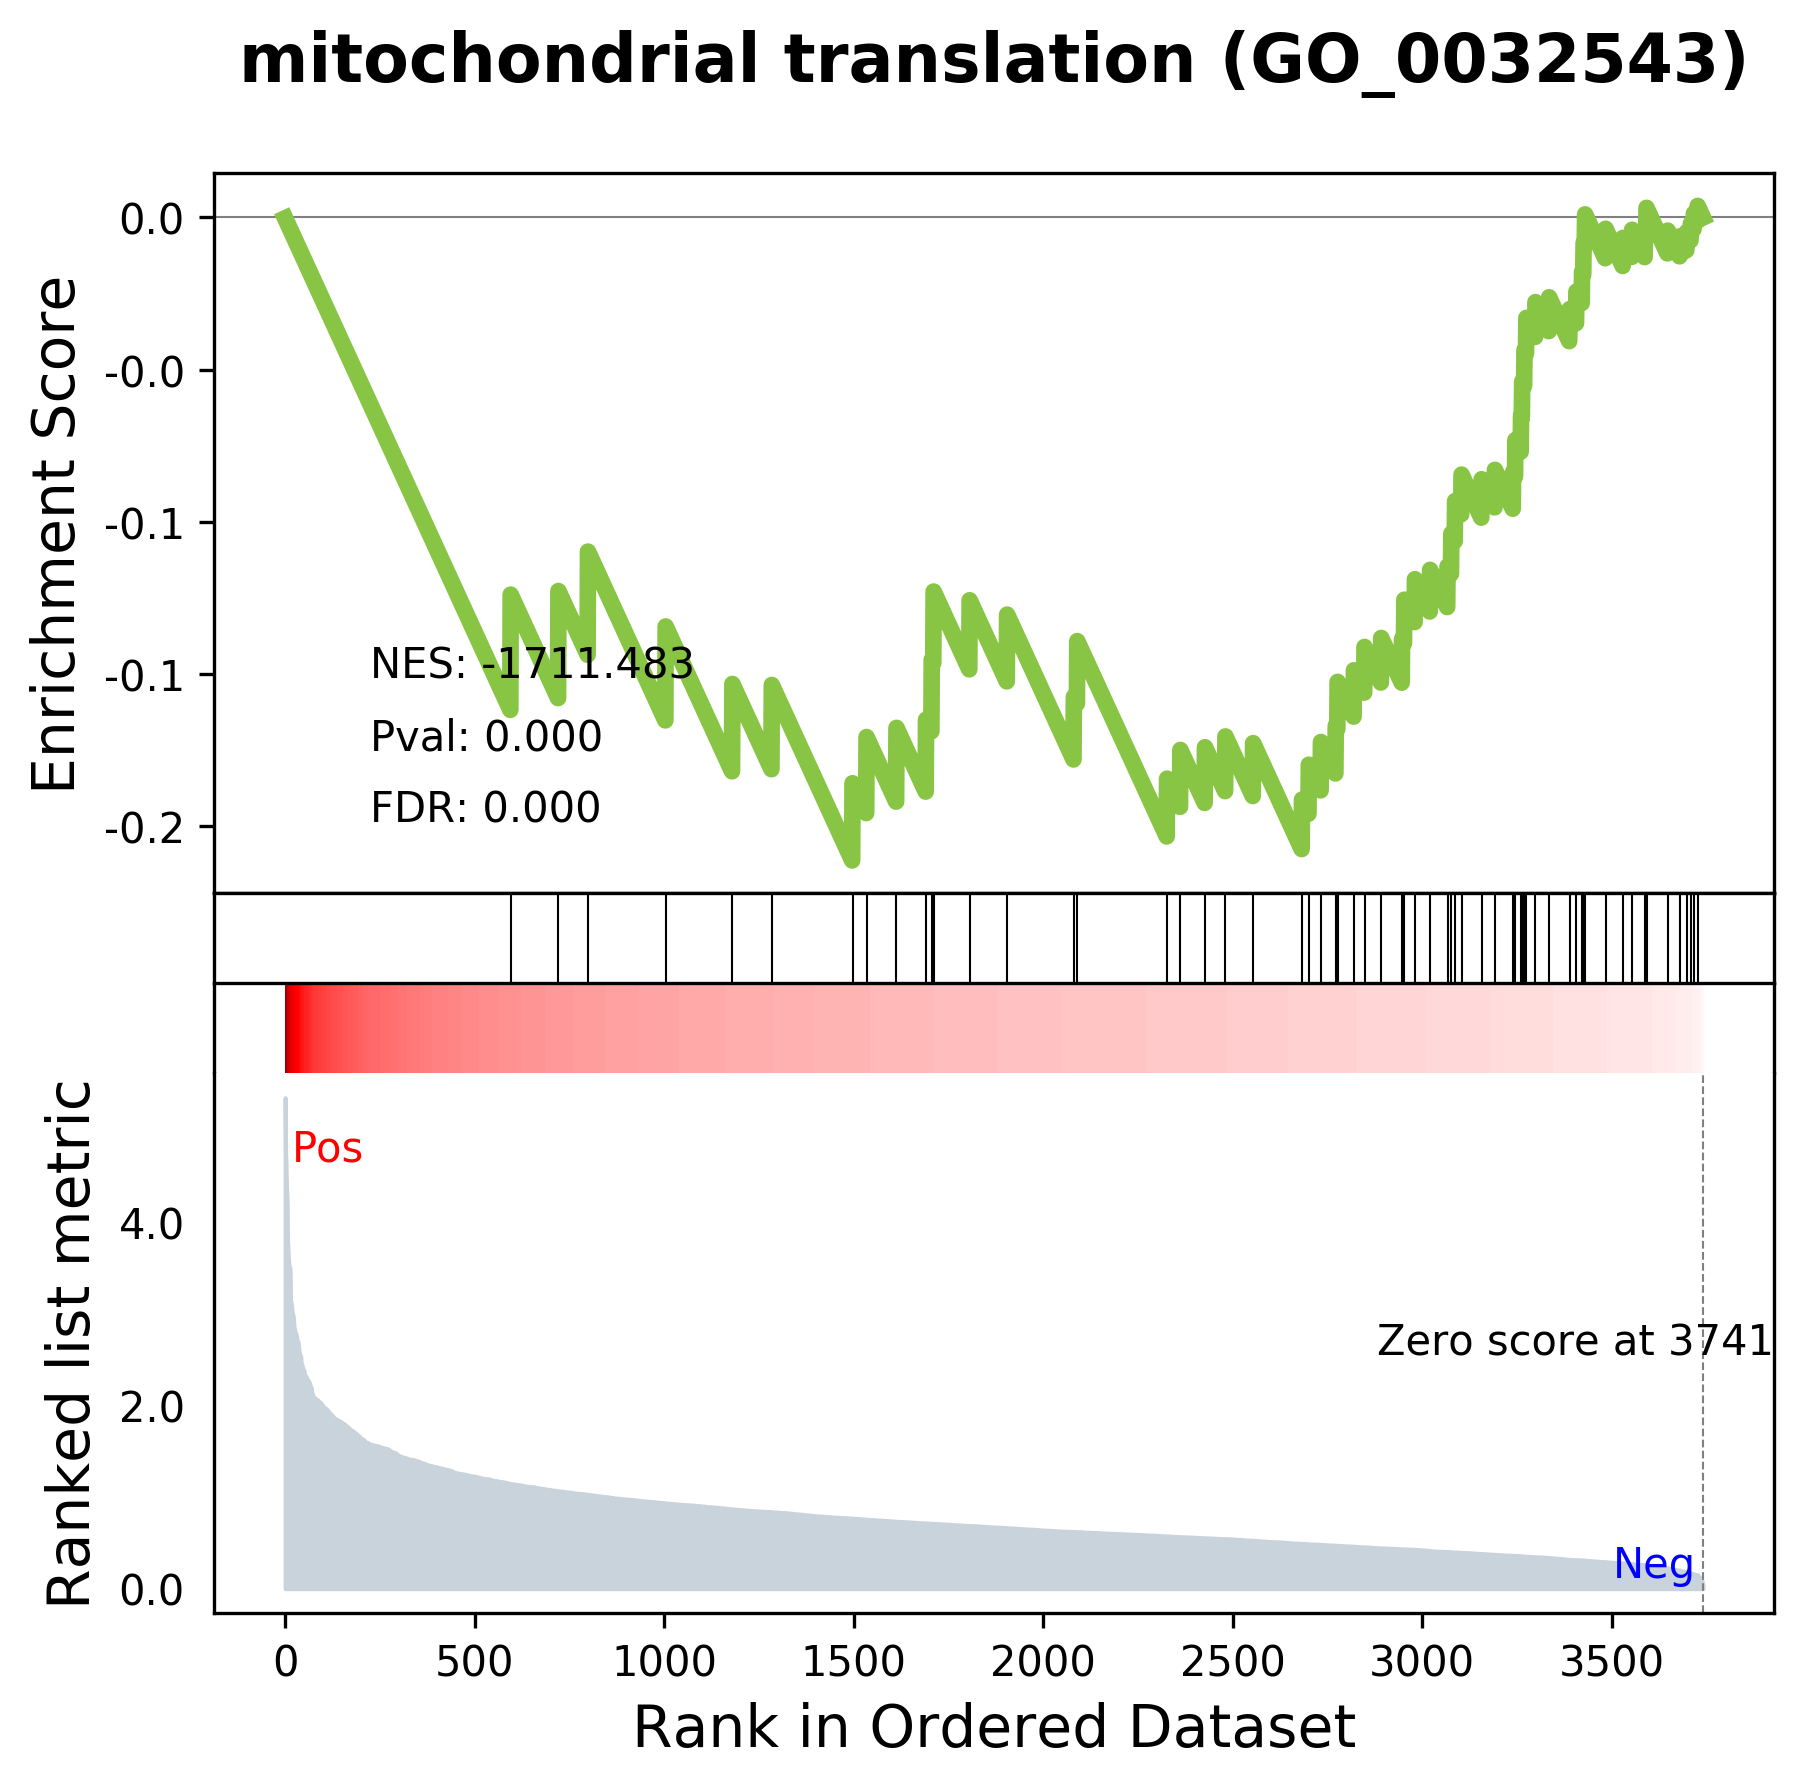 mitochondrial translation (GO_0032543)
Enrichment Score
0.0
-0.0
-0.1
-0.1
-0.2
NES: -1711.483
Pval: 0.000
FDR: 0.000
Ranked list metric
Pos
4.0
2.0
0.0
Zero score at 3741
Neg
0
500
1000
1500
2000
2500
3000
3500
Rank in Ordered Dataset